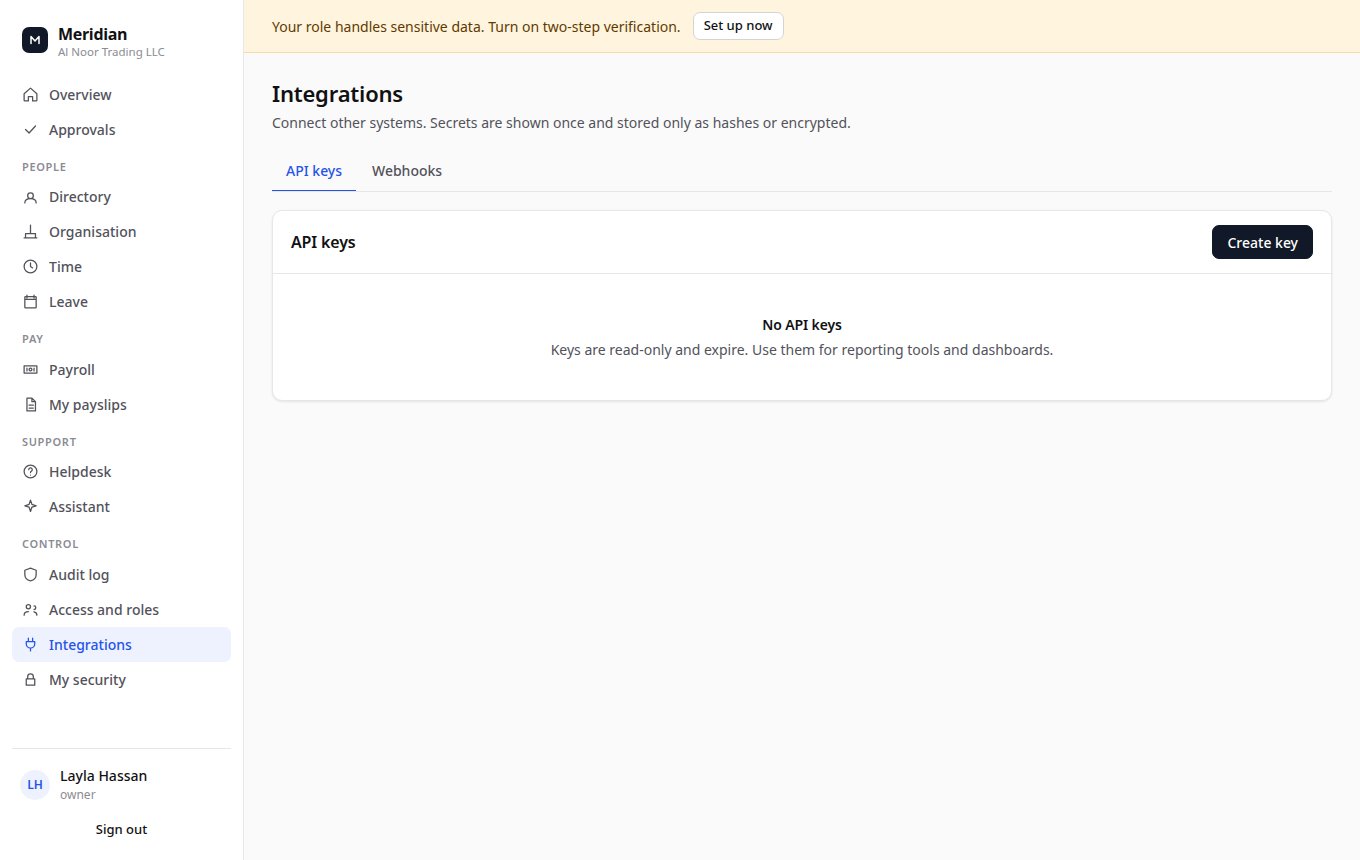 Meridian
Al Noor Trading LLC
Overview
Approvals
PEOPLE
Directory
Organisation
Time
Leave
PAY
Payroll
My payslips
SUPPORT
Helpdesk
Assistant
CONTROL
Audit log
Access and roles
Integrations
My security
LH
Layla Hassan
owner
Sign out
Your role handles sensitive data. Turn on two-step verification. Set up now
Integrations
Connect other systems. Secrets are shown once and stored only as hashes or encrypted.
API keys Webhooks
API keys Create key
No API keys
Keys are read-only and expire. Use them for reporting tools and dashboards.